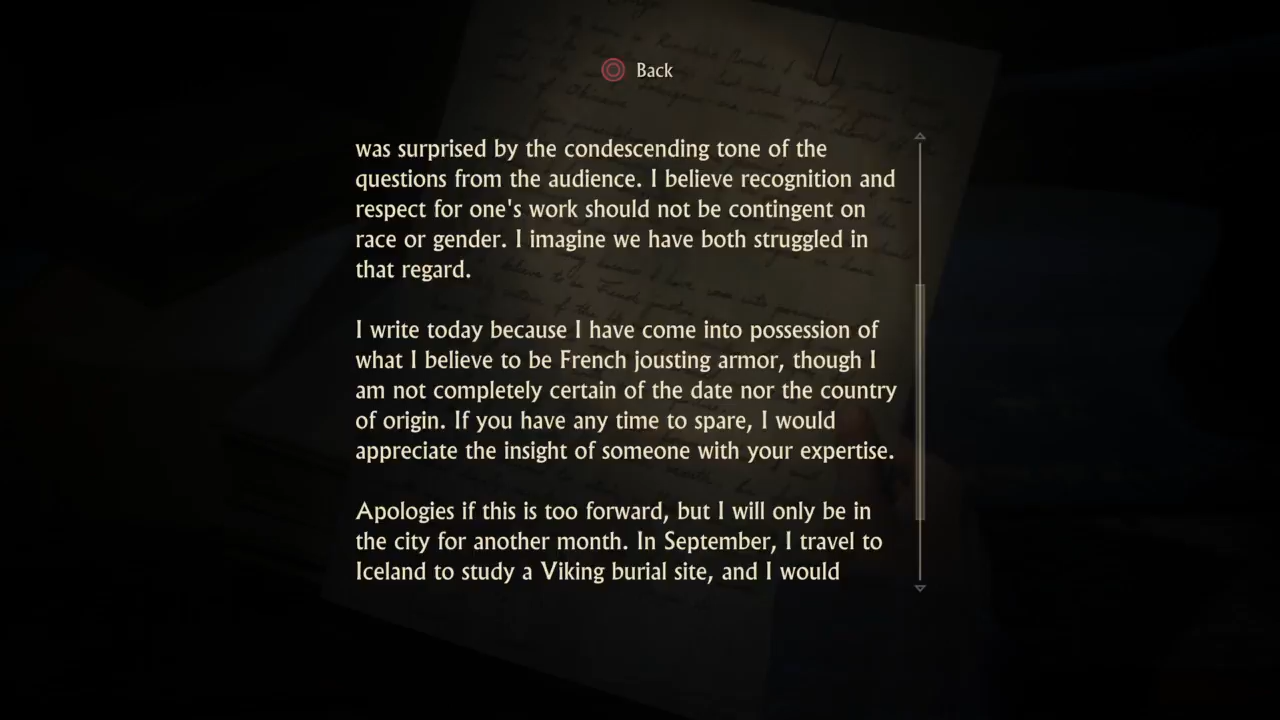 Back
was surprised by the condescending tone of the
questions from the audience. I believe recognition and
respect for one's work should not be contingent on
race or gender. I imagine we have both struggled in
that regard.
I write today because I have come into possession of
what I believe to be French jousting armor, though I
am not completely certain of the date nor the country
of origin. If you have any time to spare, I would
appreciate the insight of someone with your expertise.
Apologies if this is too forward, but I will only be in
the city for another month. In September, I travel to
Iceland to study a Viking burial site, and I would